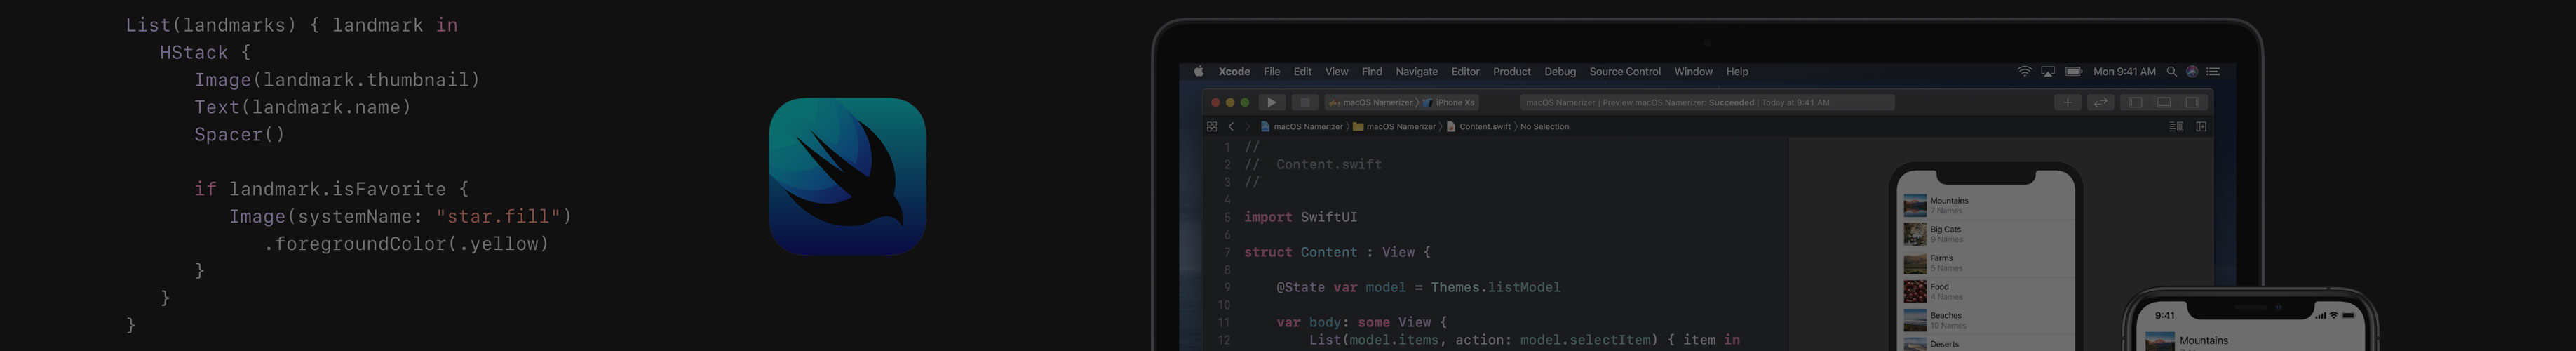 List(landmarks) { landmark in
HStack {
Image(landmark.thumbnail)
Text(landmark.name)
Spacer()
if landmark.isFavorite {
Image(systemName: "star.fill")
.foregroundColor(.yellow)
}
}
}
Xcode File Edit View Find Navigate Editor Product Debug Source Control Window Help Mon 9:41 AM
macOS Namerizer 〉 iPhone Xs macOS Namerizer | Preview macOS Namerizer: Succeeded | Today at 9:41 AM
macOS Namerizer 〉 macOS Namerizer 〉 Content.swift 〉 No Selection
1 //
2 // Content.swift
3 //
4
5 import SwiftUI
6
7 struct Content : View {
8
9 @State var model = Themes.listModel
10
11 var body: some View {
12 List(model.items, action: model.selectItem) { item in
Mountains
7 Names
Big Cats
9 Names
Farms
5 Names
Food
4 Names
Beaches
10 Names
Deserts
9:41
Mountains